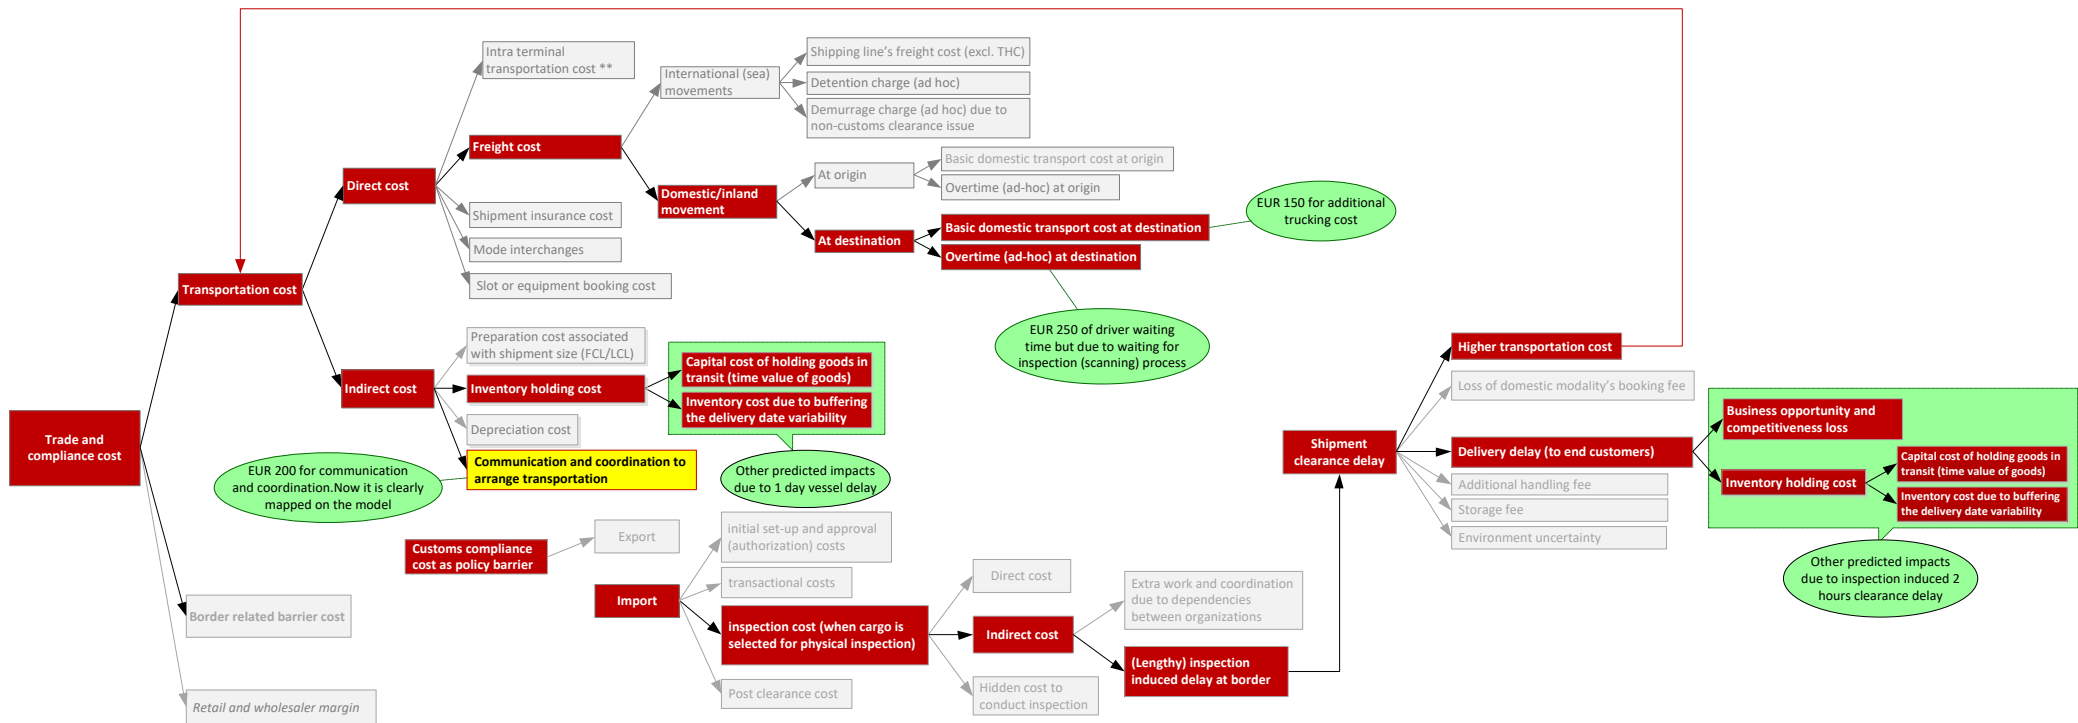 Intra terminal
transportation cost **
International (sea)
movements
Shipping line's freight cost (excl. THC)
Detention charge (ad hoc)
Demurrage charge (ad hoc) due to
non-customs clearance issue
Freight cost
Direct cost
Domestic/inland
movement
At origin
Basic domestic transport cost at origin
Overtime (ad-hoc) at origin
Shipment insurance cost
Mode interchanges
Slot or equipment booking cost
At destination
Basic domestic transport cost at destination
Overtime (ad-hoc) at destination
EUR 150 for additional
trucking cost
EUR 250 of driver waiting
time but due to waiting for
inspection (scanning) process
Transportation cost
Preparation cost associated
with shipment size (FCL/LCL)
Indirect cost
Inventory holding cost
Capital cost of holding goods in
transit (time value of goods)
Inventory cost due to buffering
the delivery date variability
Depreciation cost
Communication and coordination to
arrange transportation
EUR 200 for communication
and coordination.Now it is clearly
mapped on the model
Other predicted impacts
due to 1 day vessel delay
Trade and
compliance cost
Border related barrier cost
Retail and wholesaler margin
Customs compliance
cost as policy barrier
Export
Import
initial set-up and approval
(authorization) costs
transactional costs
inspection cost (when cargo is
selected for physical inspection)
Post clearance cost
Direct cost
Indirect cost
Hidden cost to
conduct inspection
Extra work and coordination
due to dependencies
between organizations
(Lengthy) inspection
induced delay at border
Shipment
clearance delay
Higher transportation cost
Loss of domestic modality's booking fee
Delivery delay (to end customers)
Additional handling fee
Storage fee
Environment uncertainty
Business opportunity and
competitiveness loss
Inventory holding cost
Capital cost of holding goods in
transit (time value of goods)
Inventory cost due to buffering
the delivery date variability
Other predicted impacts
due to inspection induced 2
hours clearance delay